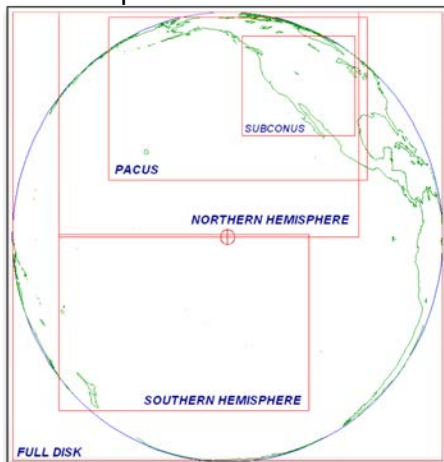 SUBCONUS
PACUS
NORTHERN HEMISPHERE
SOUTHERN HEMISPHERE
FULL DISK